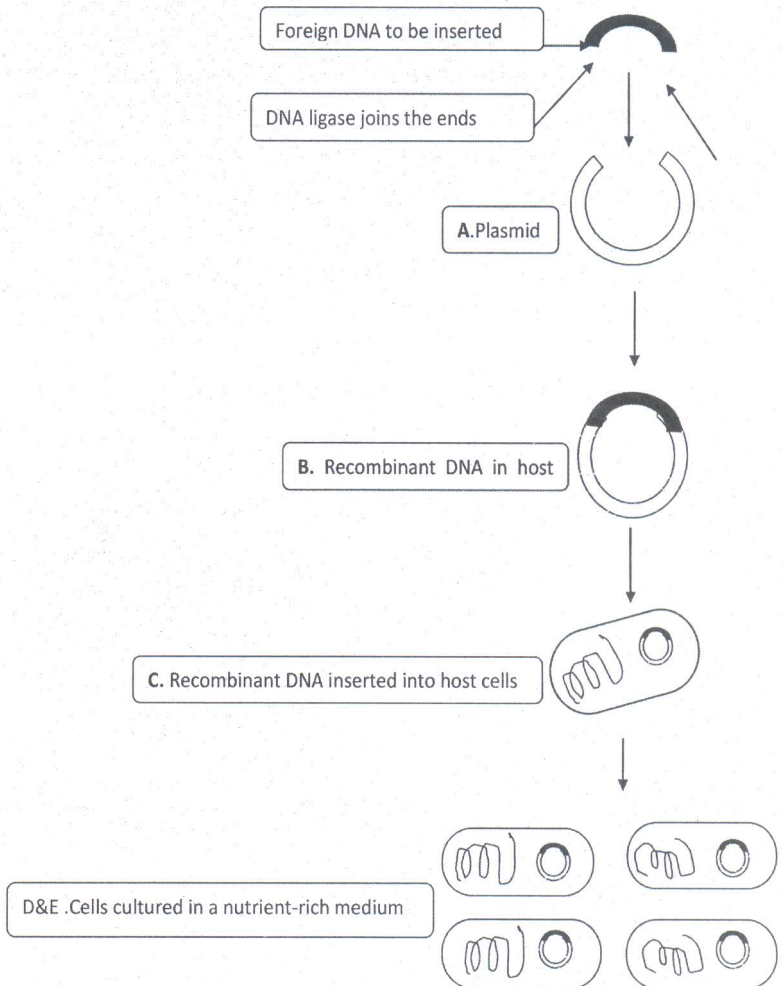 Foreign DNA to be inserted
DNA ligase joins the ends
A.Plasmid
B. Recombinant DNA in host
C. Recombinant DNA inserted into host cells
D&E .Cells cultured in a nutrient-rich medium